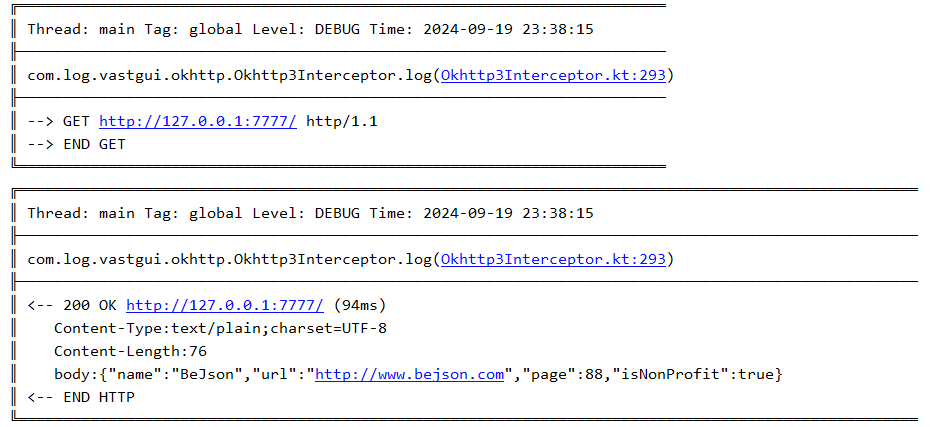 Thread: main Tag: global Level: DEBUG Time: 2024-09-19 23:38:15
com.log.vastgui.okhttp.Okhttp3Interceptor.log(Okhttp3Interceptor.kt:293)
--> GET http://127.0.0.1:7777/ http/1.1
--> END GET
Thread: main Tag: global Level: DEBUG Time: 2024-09-19 23:38:15
com.log.vastgui.okhttp.Okhttp3Interceptor.log(Okhttp3Interceptor.kt:293)
<-- 200 OK http://127.0.0.1:7777/ (94ms)
Content-Type:text/plain;charset=UTF-8
Content-Length:76
body:{"name":"BeJson","url":"http://www.bejson.com","page":88,"isNonProfit":true}
<-- END HTTP